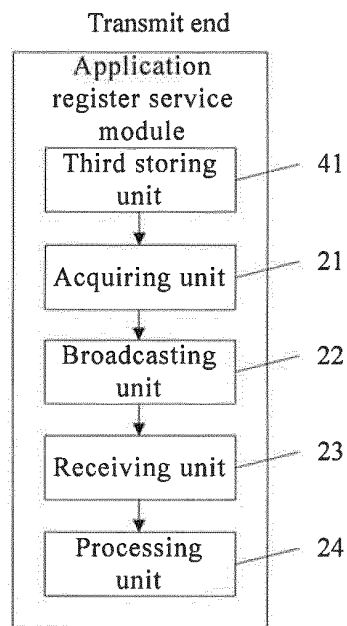 Transmit end
Application
register service
module
Third storing
unit
41
Acquiring unit
21
Broadcasting
unit
22
Receiving unit
23
Processing
unit
24